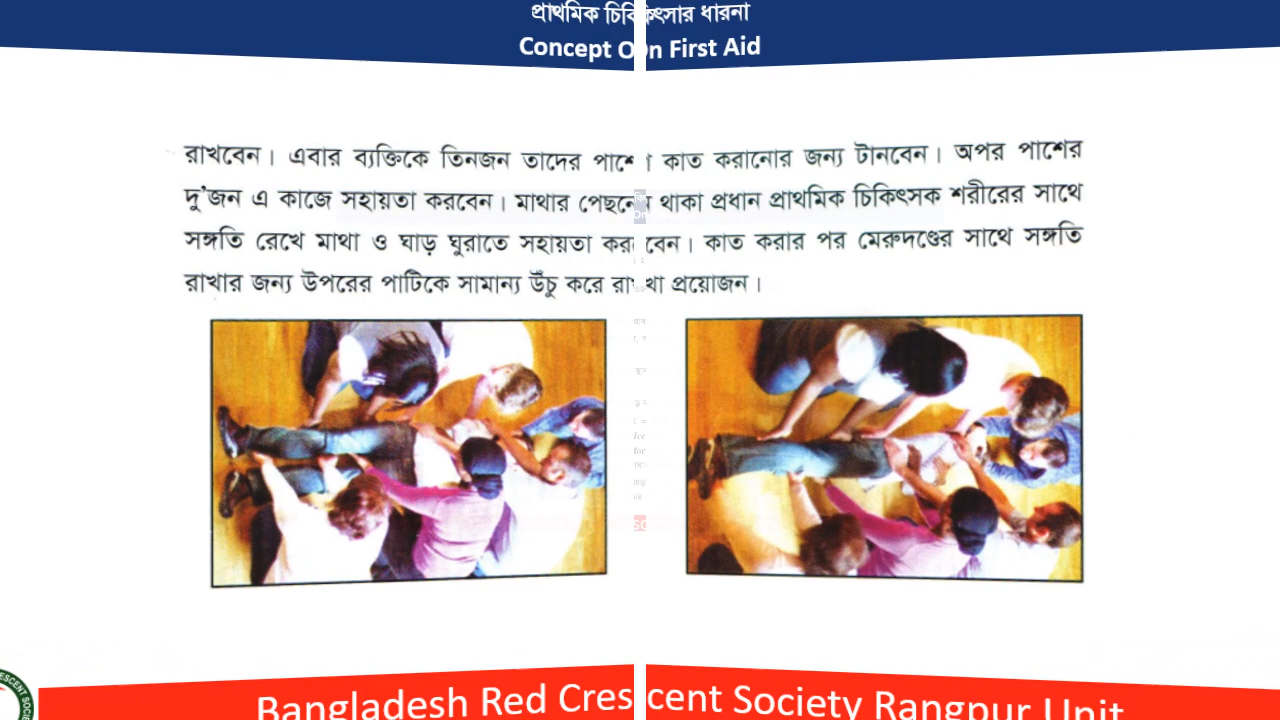 প্রাথমিক চিকিৎসার ধারনা
Concept On First Aid
রাখবেন। এবার ব্যক্তিকে তিনজন তাদের পাশে কাত করানোর জন্য টানবেন। অপর পাশের
দু'জন এ কাজে সহায়তা করবেন। মাথার পেছনে থাকা প্রধান প্রাথমিক চিকিৎসক শরীরের সাথে
সঙ্গতি রেখে মাথা ও ঘাড় ঘুরাতে সহায়তা করবেন। কাত করার পর মেরুদণ্ডের সাথে সঙ্গতি
রাখার জন্য উপরের পাটিকে সামান্য উঁচু করে রাখা প্রয়োজন।
Bangladesh Red Crescent Society Rangpur Unit